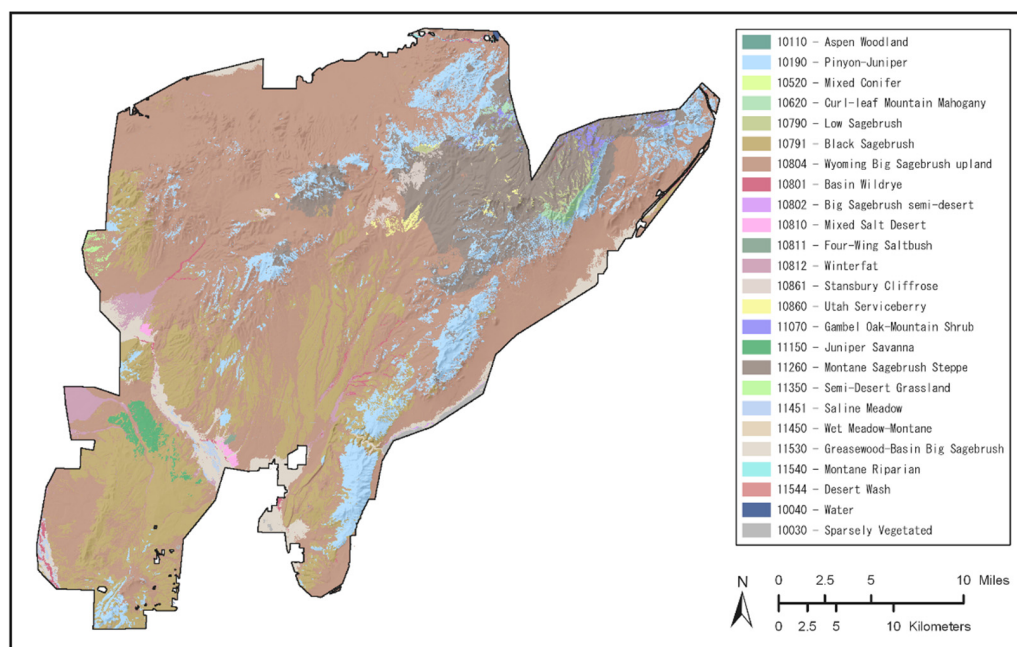 10110 – Aspen Woodland
10190 – Pinyon-Juniper
10520 – Mixed Conifer
10620 – Curl-leaf Mountain Mahogany
10790 – Low Sagebrush
10791 – Black Sagebrush
10804 – Wyoming Big Sagebrush upland
10801 – Basin Wildrye
10802 – Big Sagebrush semi-desert
10810 – Mixed Salt Desert
10811 – Four-Wing Saltbush
10812 – Winterfat
10861 – Stansbury Cliffrose
10860 – Utah Serviceberry
11070 – Gambel Oak-Mountain Shrub
11150 – Juniper Savanna
11260 – Montane Sagebrush Steppe
11350 – Semi-Desert Grassland
11451 – Saline Meadow
11450 – Wet Meadow-Montane
11530 – Greasewood-Basin Big Sagebrush
11540 – Montane Riparian
11544 – Desert Wash
10040 – Water
10030 – Sparsely Vegetated
N
0 2.5 5 10 Miles
0 2.5 5 10 Kilometers